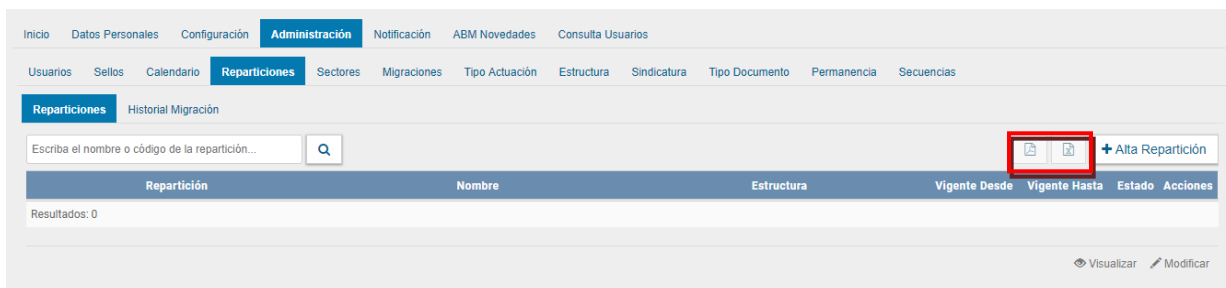 Inicio Datos Personales Configuración Administración Notificación ABM Novedades Consulta Usuarios
Usuarios Sellos Calendario Reparticiones Sectores Migraciones Tipo Actuación Estructura Sindicatura Tipo Documento Permanencia Secuencias
Reparticiones Historial Migración
Escriba el nombre o código de la repartición... + Alta Repartición
Repartición Nombre Estructura Vigente Desde Vigente Hasta Estado Acciones
Resultados: 0
Visualizar Modificar